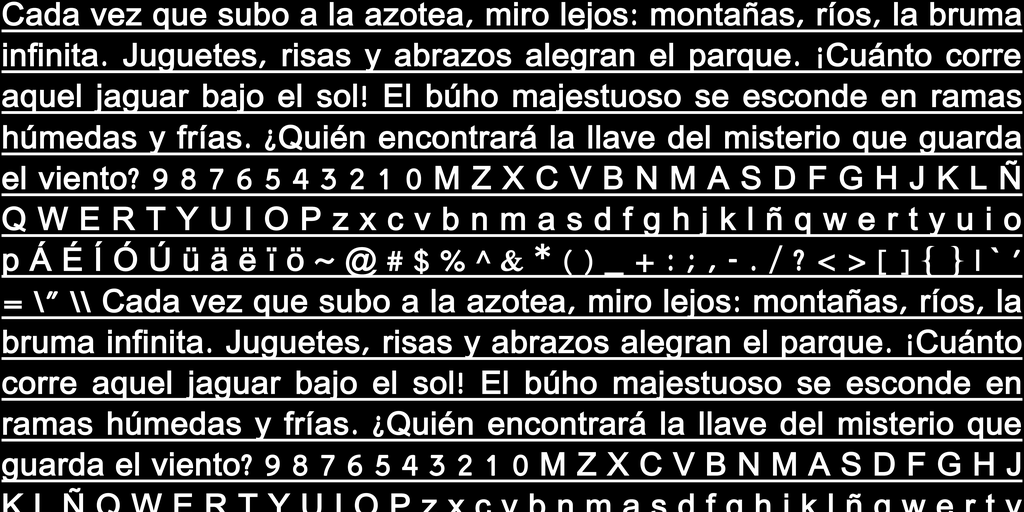 Cada vez que subo a la azotea, miro lejos: montañas, ríos, la bruma
infinita. Juguetes, risas y abrazos alegran el parque. ¡Cuánto corre
aquel jaguar bajo el sol! El búho majestuoso se esconde en ramas
húmedas y frías. ¿Quién encontrará la llave del misterio que guarda
el viento? 9 8 7 6 5 4 3 2 1 0 M Z X C V B N M A S D F G H J K L Ñ
Q W E R T Y U I O P z x c v b n m a s d f g h j k l ñ q w e r t y u i o
p Á É Í Ó Ú ü ä ë ï ö ~ @ # $ % ^ & * ( ) _ + : ; , - . / ? < > [ ] { } | ` ′
= \″ \\ Cada vez que subo a la azotea, miro lejos: montañas, ríos, la
bruma infinita. Juguetes, risas y abrazos alegran el parque. ¡Cuánto
corre aquel jaguar bajo el sol! El búho majestuoso se esconde en
ramas húmedas y frías. ¿Quién encontrará la llave del misterio que
guarda el viento? 9 8 7 6 5 4 3 2 1 0 M Z X C V B N M A S D F G H J
K L Ñ Q W E R T Y U I O P z x c v b n m a s d f g h j k l ñ q w e r t y